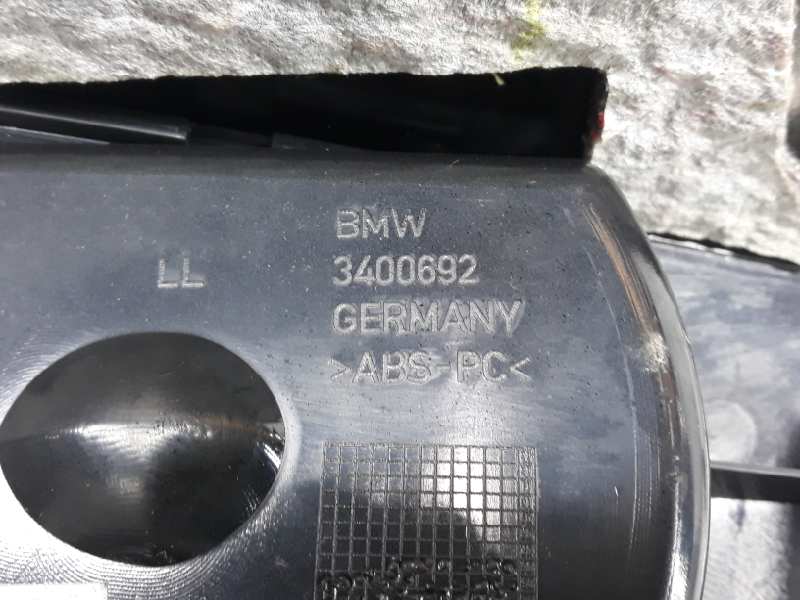 BMW
LL 3400692
GERMANY
>ABS-PC<